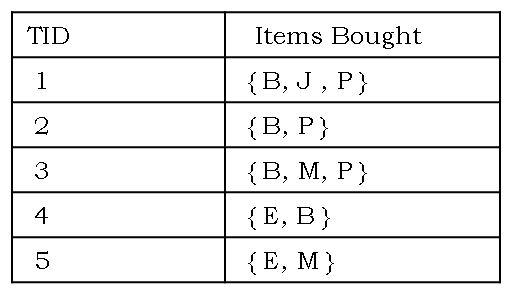 TID Items Bought
1 {B, J , P}
2 {B, P}
3 {B, M, P}
4 {E, B}
5 {E, M}